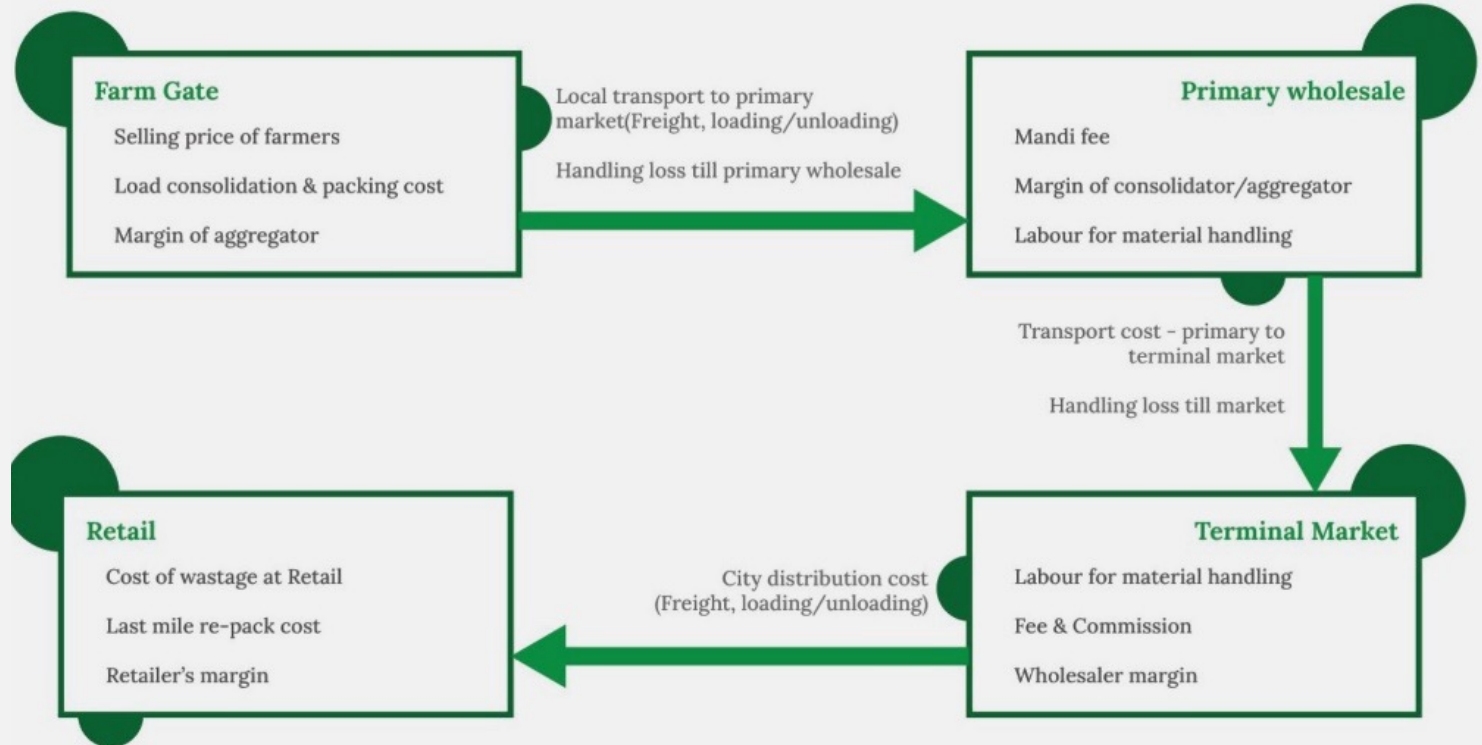 Farm Gate
Selling price of farmers
Load consolidation & packing cost
Margin of aggregator
Local transport to primary
market(Freight, loading/unloading)
Handling loss till primary wholesale
Primary wholesale
Mandi fee
Margin of consolidator/aggregator
Labour for material handling
Transport cost - primary to
terminal market
Handling loss till market
Terminal Market
Labour for material handling
Fee & Commission
Wholesaler margin
City distribution cost
(Freight, loading/unloading)
Retail
Cost of wastage at Retail
Last mile re-pack cost
Retailer’s margin